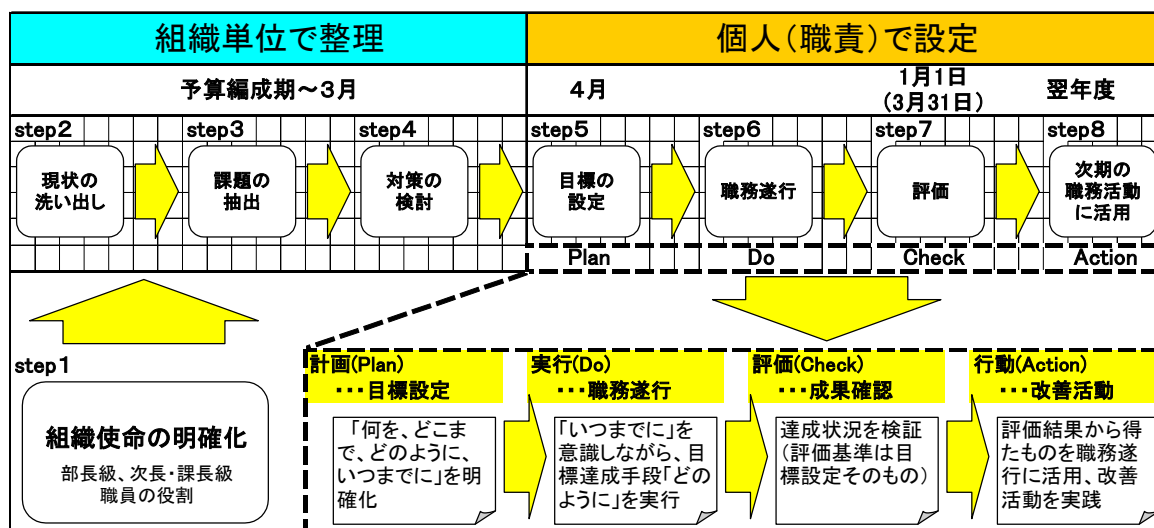 組織単位で整理
個人(職責)で設定
予算編成期～3月
4月
1月1日
(3月31日)
翌年度
step2
現状の
洗い出し
step3
課題の
抽出
step4
対策の
検討
step5
目標の
設定
step6
職務遂行
step7
評価
step8
次期の
職務活動
に活用
Plan
Do
Check
Action
step1
組織使命の明確化
部長級、次長・課長級
職員の役割
計画(Plan)
･･･目標設定
「何を、どこま
で、どのように、
いつまでに」を明
確化
実行(Do)
･･･職務遂行
「いつまでに」を
意識しながら、目
標達成手段「どの
ように」を実行
評価(Check)
･･･成果確認
達成状況を検証
(評価基準は目
標設定そのもの)
行動(Action)
･･･改善活動
評価結果から得
たものを職務遂
行に活用、改善
活動を実践